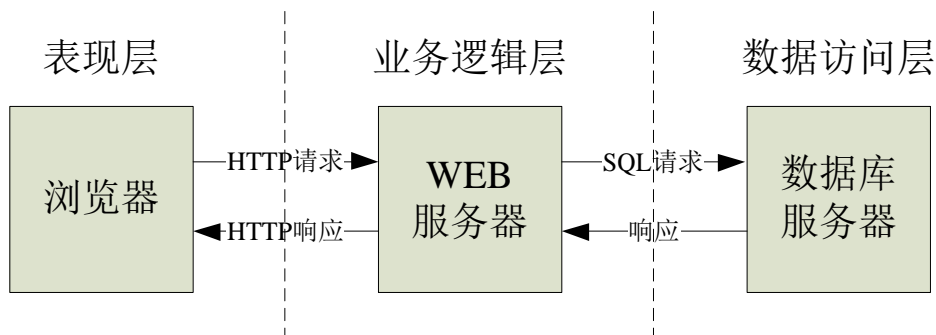 表现层
业务逻辑层
数据访问层
浏览器
HTTP请求
WEB
服务器
SQL请求
数据库
服务器
HTTP响应
响应